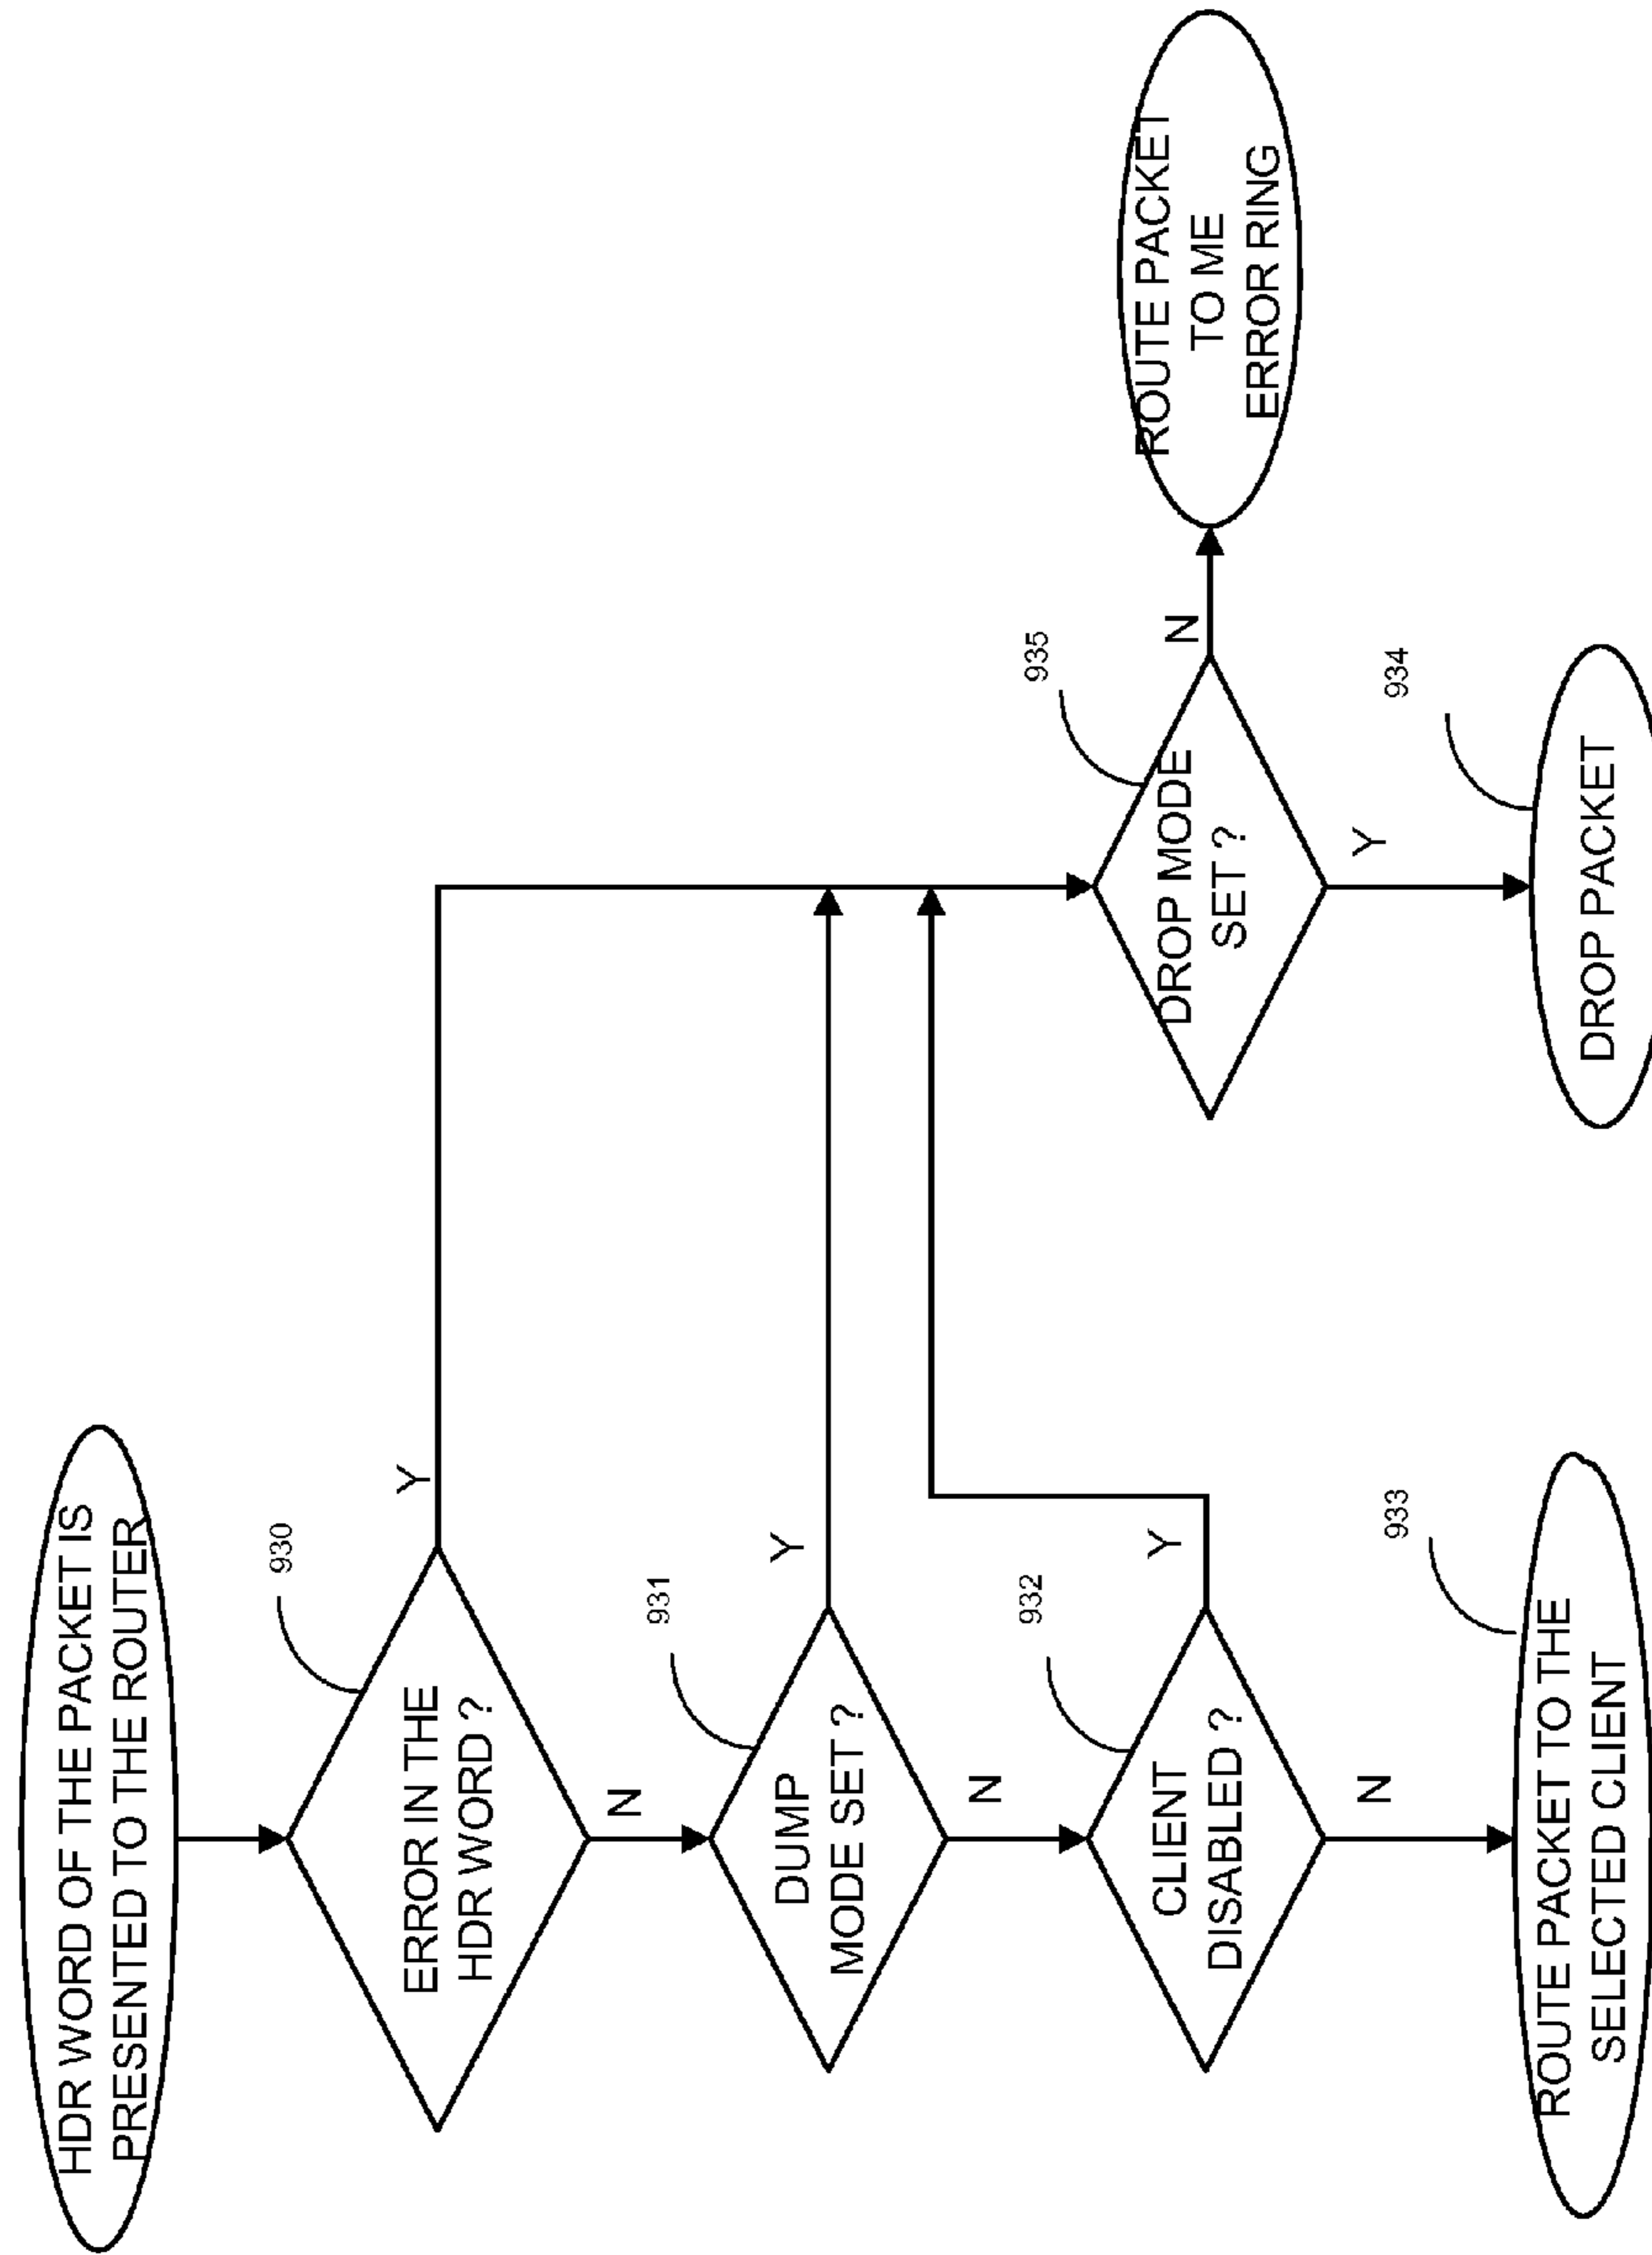 HDR WORD OF THE PACKET IS
PRESENTED TO THE ROUTER
930
ERROR IN THE
HDR WORD ?
Y
N
931
DUMP
MODE SET ?
Y
N
932
CLIENT
DISABLED ?
Y
N
933
ROUTE PACKET TO THE
SELECTED CLIENT
935
DROP MODE
SET ?
N
ROUTE PACKET
TO ME
ERROR RING
Y
934
DROP PACKET